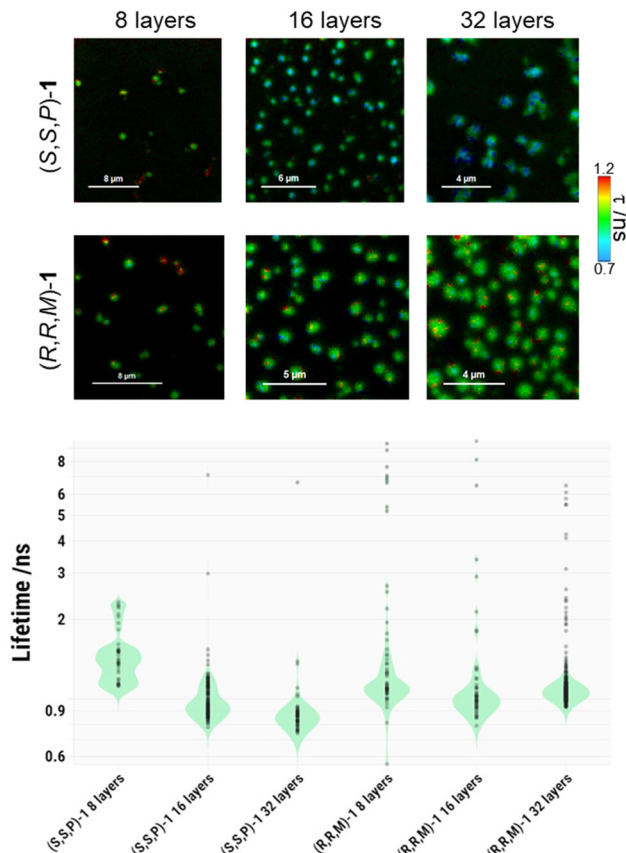 8 layers 16 layers 32 layers
(S,S,P)-1
8 µm
6 µm
4 µm
1.2
τ /ns
0.7
(R,R,M)-1
8 µm
5 µm
4 µm
Lifetime /ns
8
6
5
4
3
2
0.9
0.6
(S,S,P)-1 8 layers
(S,S,P)-1 16 layers
(S,S,P)-1 32 layers
(R,R,M)-1 8 layers
(R,R,M)-1 16 layers
(R,R,M)-1 32 layers